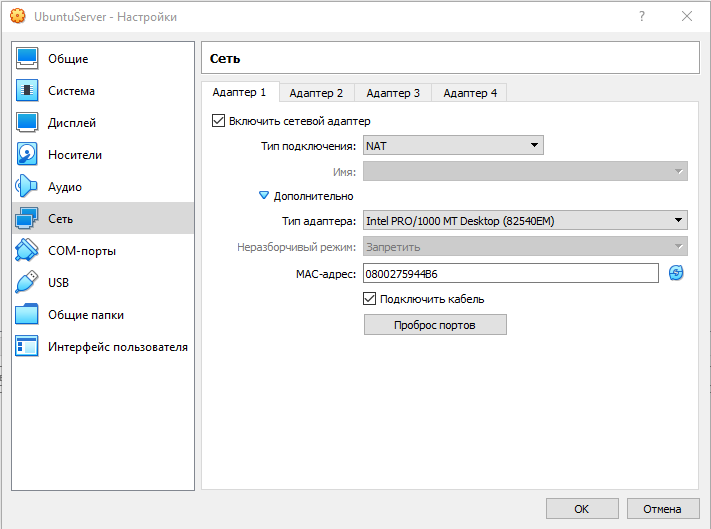 UbuntuServer - Настройки
?
Общие
Система
Дисплей
Носители
Аудио
Сеть
COM-порты
USB
Общие папки
Интерфейс пользователя
Сеть
Адаптер 1 Адаптер 2 Адаптер 3 Адаптер 4
Включить сетевой адаптер
Тип подключения: NAT
Имя:
Дополнительно
Тип адаптера: Intel PRO/1000 MT Desktop (82540EM)
Неразборчивый режим: Запретить
MAC-адрес: 0800275944B6
Подключить кабель
Проброс портов
OK Отмена